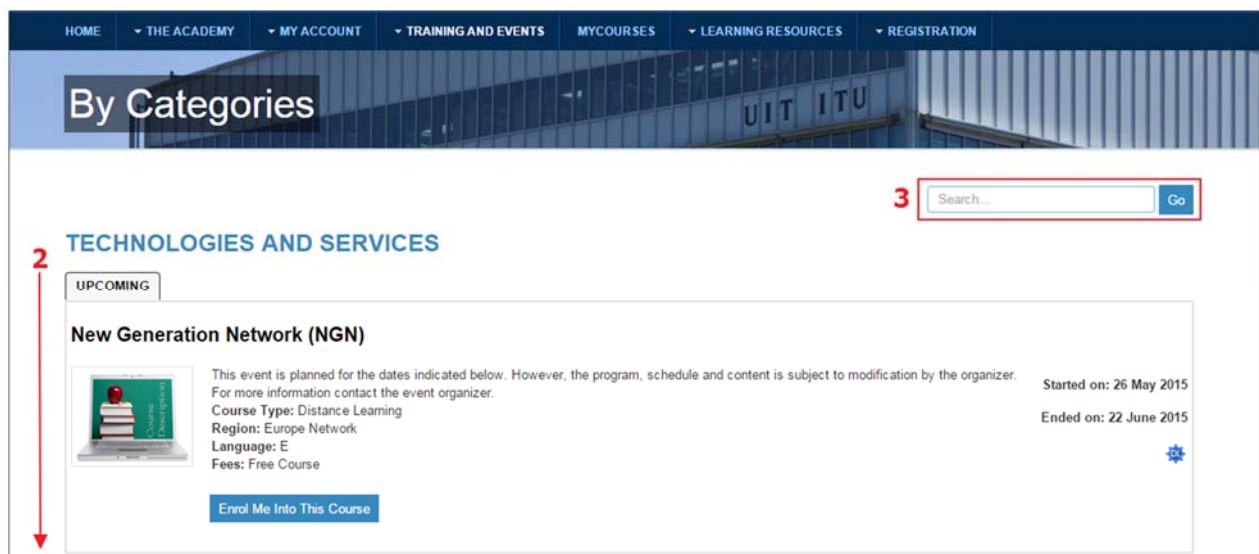 HOME THE ACADEMY MY ACCOUNT TRAINING AND EVENTS MYCOURSES LEARNING RESOURCES REGISTRATION
By Categories
UIT ITU
3 Search... Go
TECHNOLOGIES AND SERVICES
2
UPCOMING
New Generation Network (NGN)
This event is planned for the dates indicated below. However, the program, schedule and content is subject to modification by the organizer.
For more information contact the event organizer.
Course Type: Distance Learning
Region: Europe Network
Language: E
Fees: Free Course
Started on: 26 May 2015
Ended on: 22 June 2015
Course
Description
DL
Enrol Me Into This Course